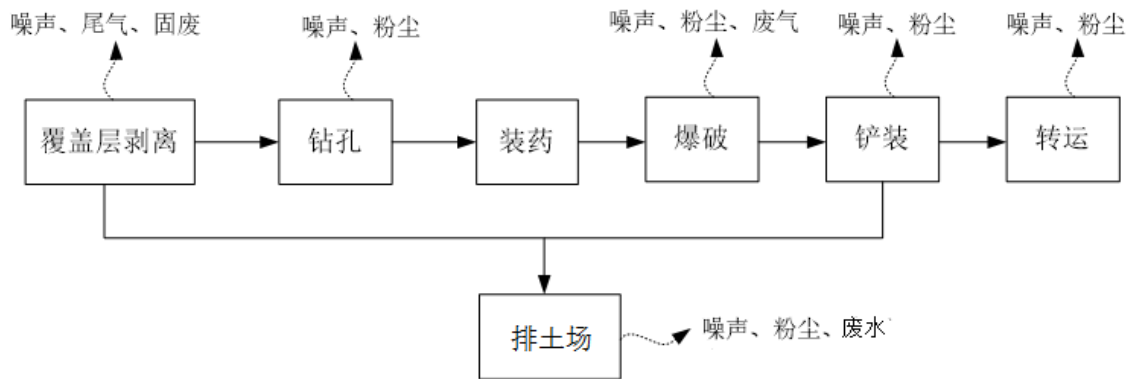 噪声、尾气、固废
噪声、粉尘
噪声、粉尘、废气
噪声、粉尘
噪声、粉尘
覆盖层剥离
钻孔
装药
爆破
铲装
转运
排土场
噪声、粉尘、废水